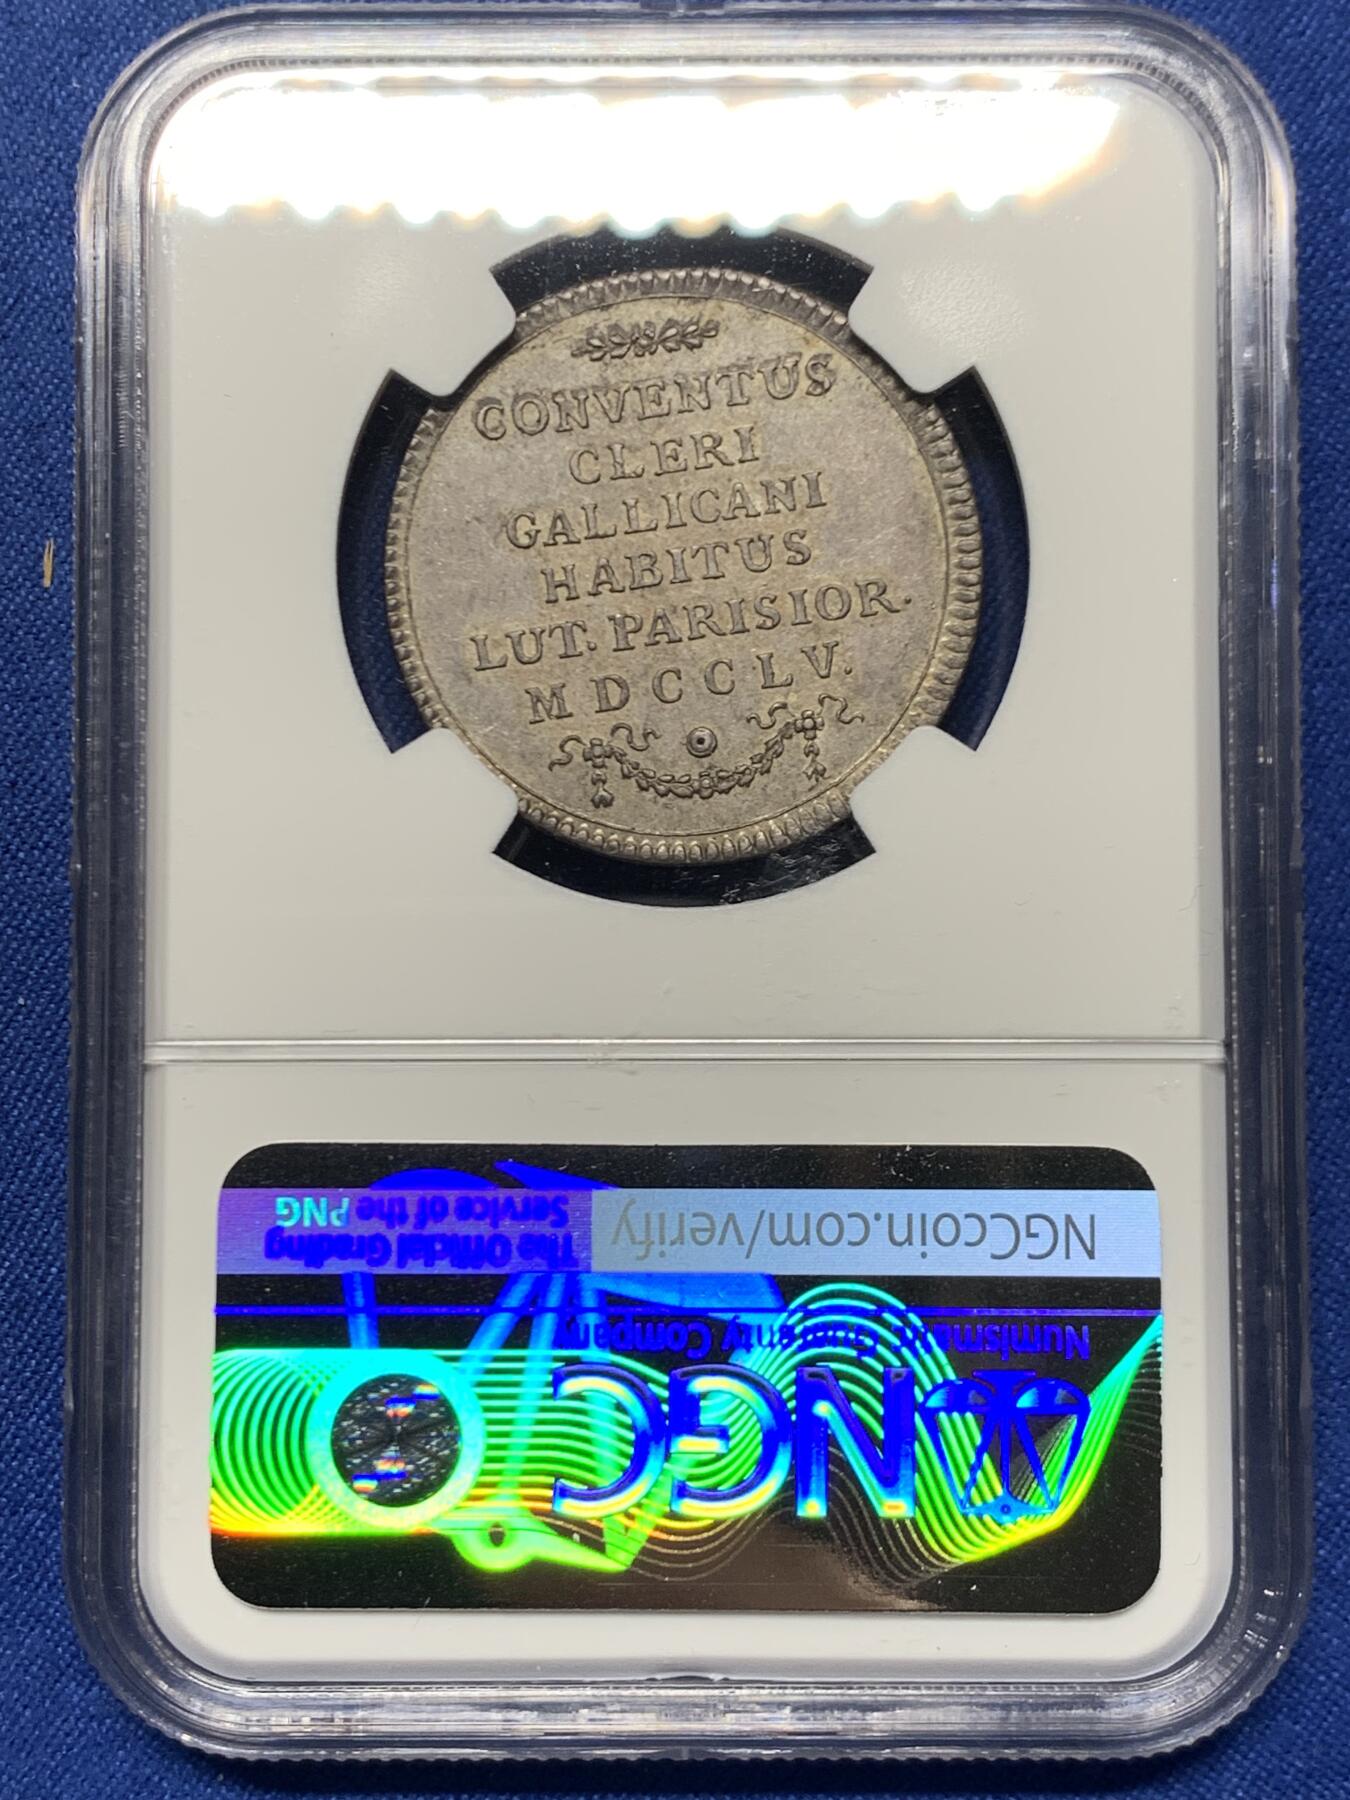 CONVENTUS
CLERI
GALLICANI
HABITUS
LUT. PARISIOR.
MDCCLV.
NGC
Numismatic Guaranty Company
NGCcoin.com/verify
The Official Grading
Service of the PNG